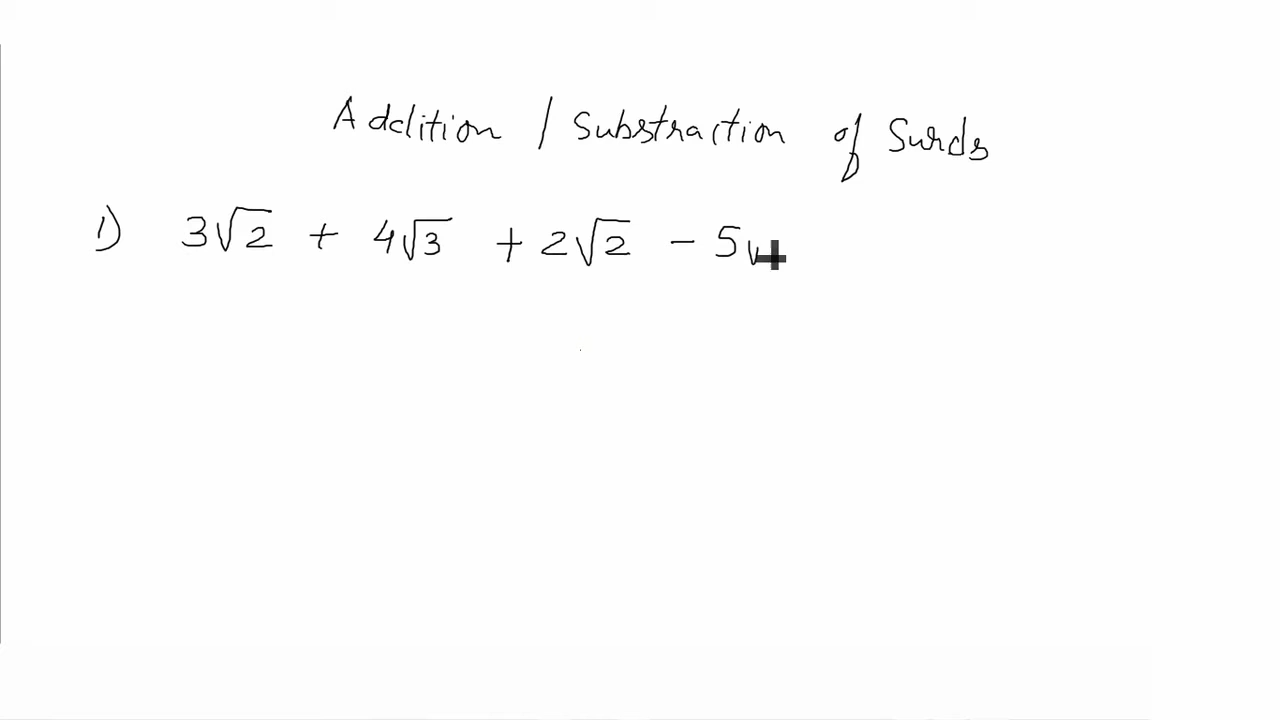 Addition / Substraction of Surds
1) 3√2 + 4√3 + 2√2 - 5